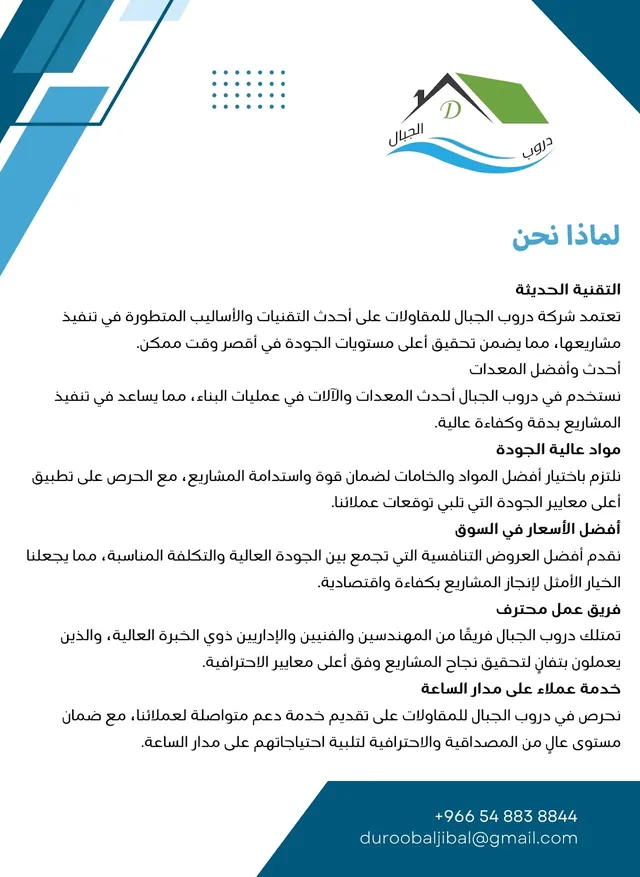 D
دروب
الجبال
لماذا نحن
التقنية الحديثة
تعتمد شركة دروب الجبال للمقاولات على أحدث التقنيات والأساليب المتطورة في تنفيذ
مشاريعها، مما يضمن تحقيق أعلى مستويات الجودة في أقصر وقت ممكن.
أحدث وأفضل المعدات
نستخدم في دروب الجبال أحدث المعدات والآلات في عمليات البناء، مما يساعد في تنفيذ
المشاريع بدقة وكفاءة عالية.
مواد عالية الجودة
نلتزم باختيار أفضل المواد والخامات لضمان قوة واستدامة المشاريع، مع الحرص على تطبيق
أعلى معايير الجودة التي تلبي توقعات عملائنا.
أفضل الأسعار في السوق
نقدم أفضل العروض التنافسية التي تجمع بين الجودة العالية والتكلفة المناسبة، مما يجعلنا
الخيار الأمثل لإنجاز المشاريع بكفاءة واقتصادية.
فريق عمل محترف
تمتلك دروب الجبال فريقًا من المهندسين والفنيين والإداريين ذوي الخبرة العالية، والذين
يعملون بتفانٍ لتحقيق نجاح المشاريع وفق أعلى معايير الاحترافية.
خدمة عملاء على مدار الساعة
نحرص في دروب الجبال للمقاولات على تقديم خدمة دعم متواصلة لعملائنا، مع ضمان
مستوى عالٍ من المصداقية والاحترافية لتلبية احتياجاتهم على مدار الساعة.
+966 54 883 8844
duroobaljibal@gmail.com